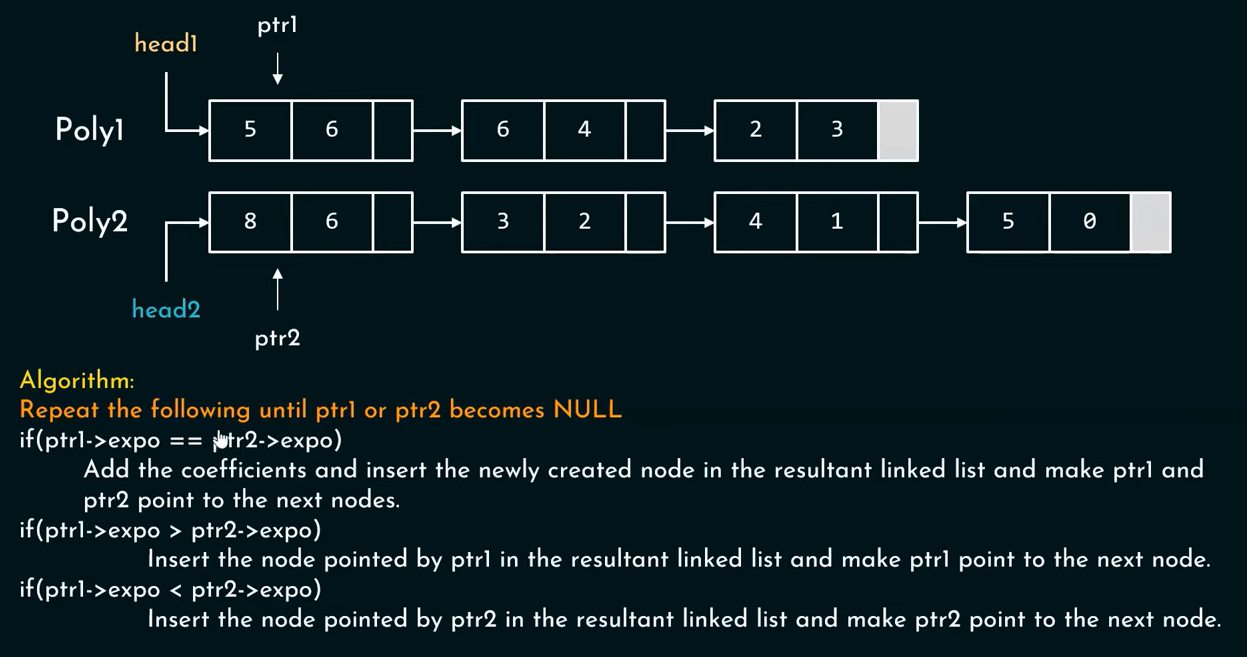 ptr1
head1
Poly1
5 6
6 4
2 3
Poly2
8 6
3 2
4 1
5 0
head2
ptr2
Algorithm:
Repeat the following until ptr1 or ptr2 becomes NULL
if(ptr1->expo == ptr2->expo)
Add the coefficients and insert the newly created node in the resultant linked list and make ptr1 and
ptr2 point to the next nodes.
if(ptr1->expo > ptr2->expo)
Insert the node pointed by ptr1 in the resultant linked list and make ptr1 point to the next node.
if(ptr1->expo < ptr2->expo)
Insert the node pointed by ptr2 in the resultant linked list and make ptr2 point to the next node.